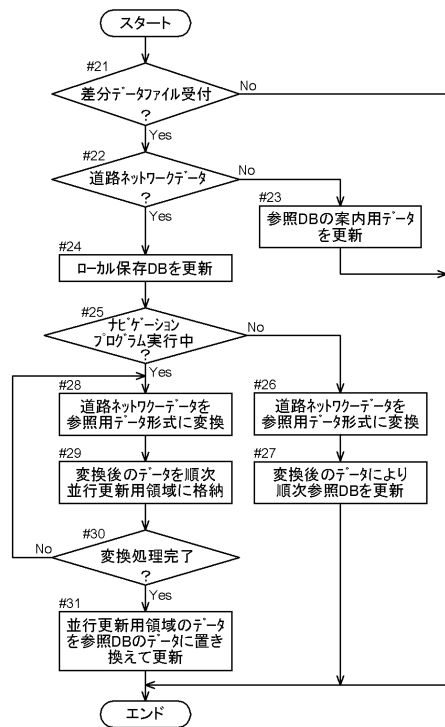 スタート
#21
差分データファイル受付
?
No
Yes
#22
道路ネットワークデータ
?
No
Yes
#23
参照DBの案内用データ
を更新
#24
ローカル保存DBを更新
#25
ナビゲーション
プログラム実行中
?
No
Yes
#28
道路ネットワクーデータを
参照用データ形式に変換
#26
道路ネットワクーデータを
参照用データ形式に変換
#29
変換後のデータを順次
並行更新用領域に格納
#27
変換後のデータにより
順次参照DBを更新
#30
変換処理完了
?
No
Yes
#31
並行更新用領域のデータ
を参照DBのデータに置き
換えて更新
エンド